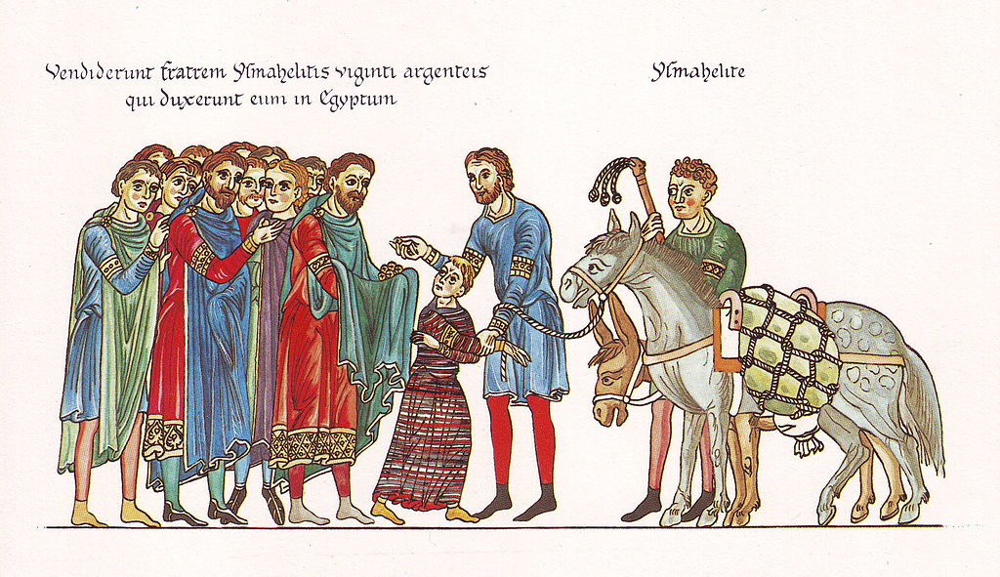 Vendiderunt fratrem Ysmahelitis viginti argenteis
qui duxerunt eum in Egyptum
Ysmahelite